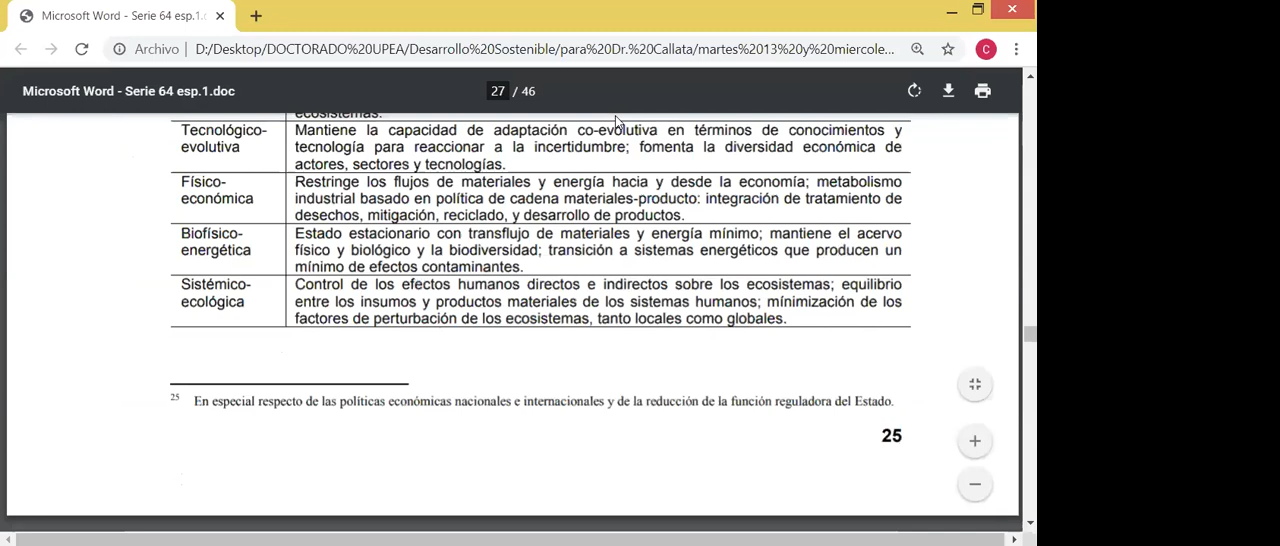 Microsoft Word - Serie 64 esp.1.c
Archivo | D:/Desktop/DOCTORADO%20UPEA/Desarrollo%20Sostenible/para%20Dr.%20Callata/martes%2013%20y%20miercole...
C
Microsoft Word - Serie 64 esp.1.doc
27 / 46
ecosistemas.
Tecnológico-evolutiva
Mantiene la capacidad de adaptación co-evolutiva en términos de conocimientos y
tecnología para reaccionar a la incertidumbre; fomenta la diversidad económica de
actores, sectores y tecnologías.
Físico-económica
Restringe los flujos de materiales y energía hacia y desde la economía; metabolismo
industrial basado en política de cadena materiales-producto: integración de tratamiento de
desechos, mitigación, reciclado, y desarrollo de productos.
Biofísico-energética
Estado estacionario con transflujo de materiales y energía mínimo; mantiene el acervo
físico y biológico y la biodiversidad; transición a sistemas energéticos que producen un
mínimo de efectos contaminantes.
Sistémico-ecológica
Control de los efectos humanos directos e indirectos sobre los ecosistemas; equilibrio
entre los insumos y productos materiales de los sistemas humanos; mínimización de los
factores de perturbación de los ecosistemas, tanto locales como globales.
25 En especial respecto de las políticas económicas nacionales e internacionales y de la reducción de la función reguladora del Estado.
25